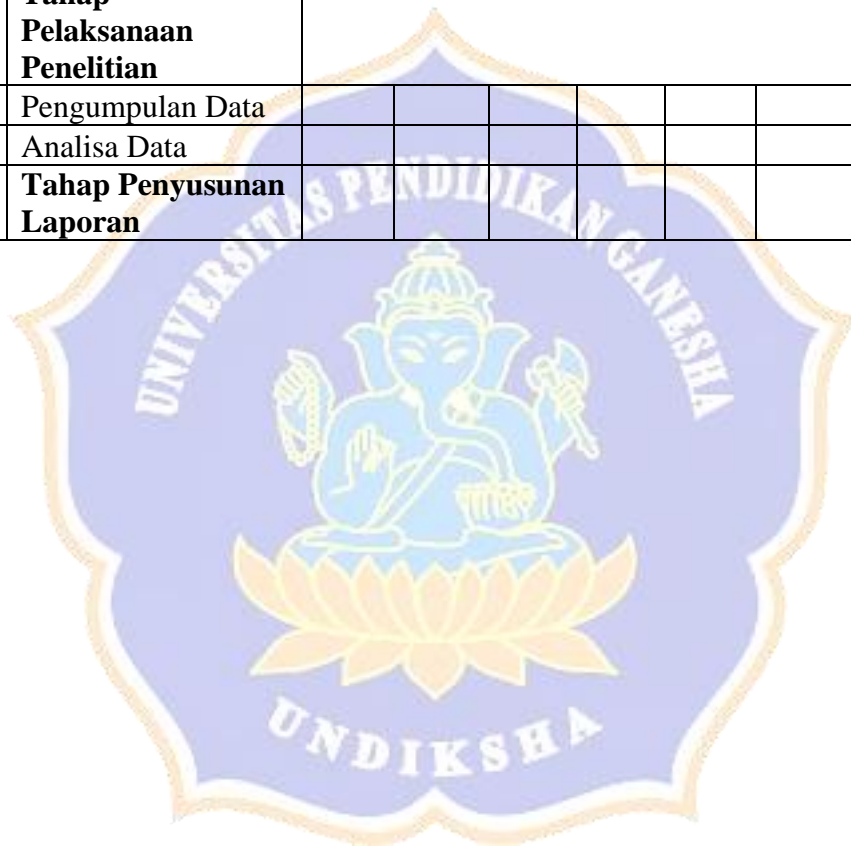 Tahap
Pelaksanaan
Penelitian
Pengumpulan Data
Analisa Data
Tahap Penyusunan
Laporan
UNIVERSITAS PENDIDIKAN GANESHA
UNDIKSHA